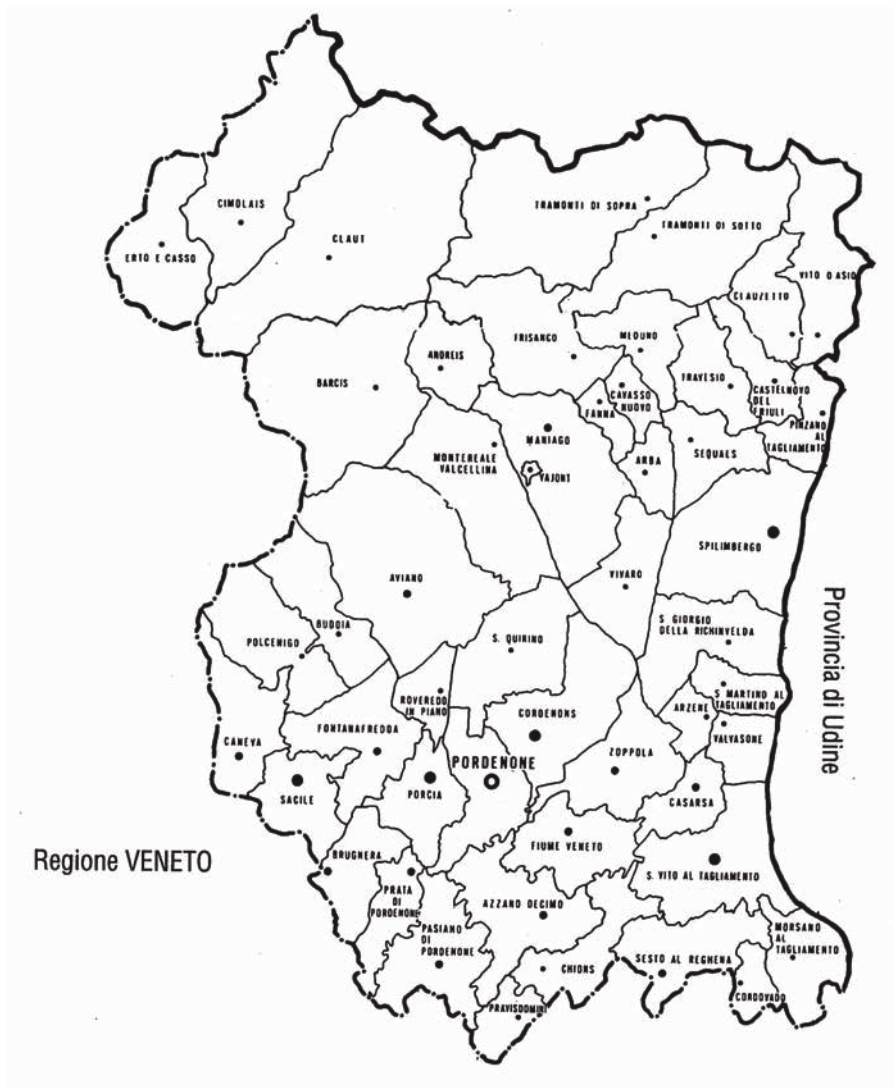 CIMOLAIS
TRAMONTI DI SOPRA
TRAMONTI DI SOTTO
ERTO E CASSO
CLAUT
VITO D'ASIO
CLAUZETTO
FRISANCO
MEDUNO
ANDREIS
BARCIS
TRAVESIO
CAVASSO
NUOVO
CASTELNOVO
DEL
FRIULI
FANNA
PINZANO
AL
TAGLIAMENTO
MANIAGO
MONTEREALE
VALCELLINA
ARBA
SEQUALS
VAJONT
SPILIMBERGO
AVIANO
VIVARO
BUDOIA
POLCENIGO
S. QUIRINO
S GIORGIO
DELLA RICHINVELDA
Provincia di Udine
ROVEREDO
IN PIANO
S MARTINO AL
TAGLIAMENTO
ARZENE
CORDENONS
FONTANAFREDDA
VALVASONE
CANEVA
ZOPPOLA
PORDENONE
SACILE
PORCIA
CASARSA
FIUME VENETO
Regione VENETO
BRUGNERA
PRATA
DI
PORDENONE
S. VITO AL TAGLIAMENTO
AZZANO DECIMO
PASIANO
DI
PORDENONE
MORSANO
AL
TAGLIAMENTO
CHIONS
SESTO AL REGHENA
CORDOVADO
PRAVISDOMINI